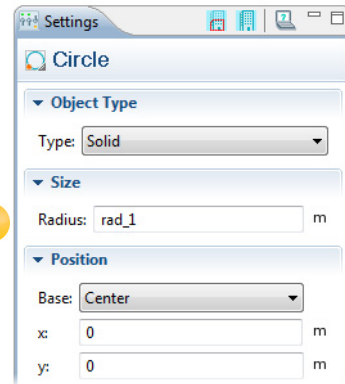 Settings
Circle
Object Type
Type: Solid
Size
Radius: rad_1 m
Position
Base: Center
x: 0 m
y: 0 m